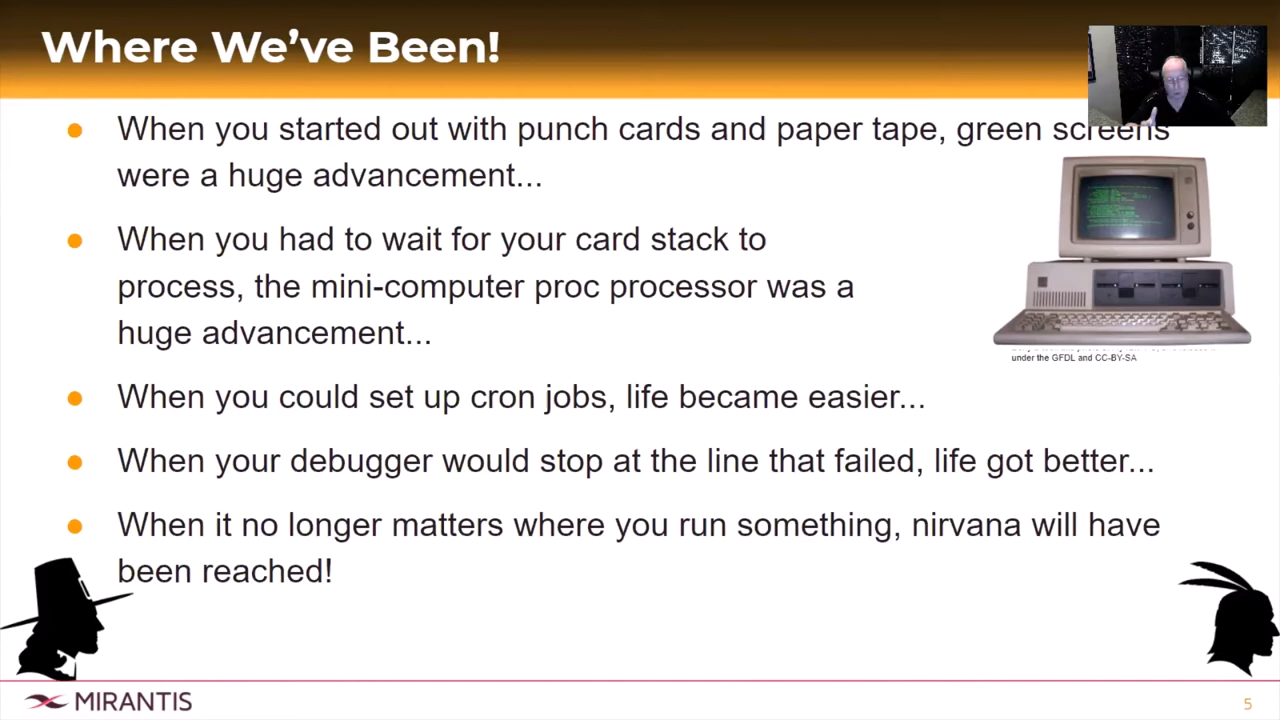 Where We've Been!
When you started out with punch cards and paper tape, green screens
were a huge advancement...
When you had to wait for your card stack to
process, the mini-computer proc processor was a
huge advancement...
under the GFDL and CC-BY-SA
When you could set up cron jobs, life became easier...
When your debugger would stop at the line that failed, life got better...
When it no longer matters where you run something, nirvana will have
been reached!
MIRANTIS
5